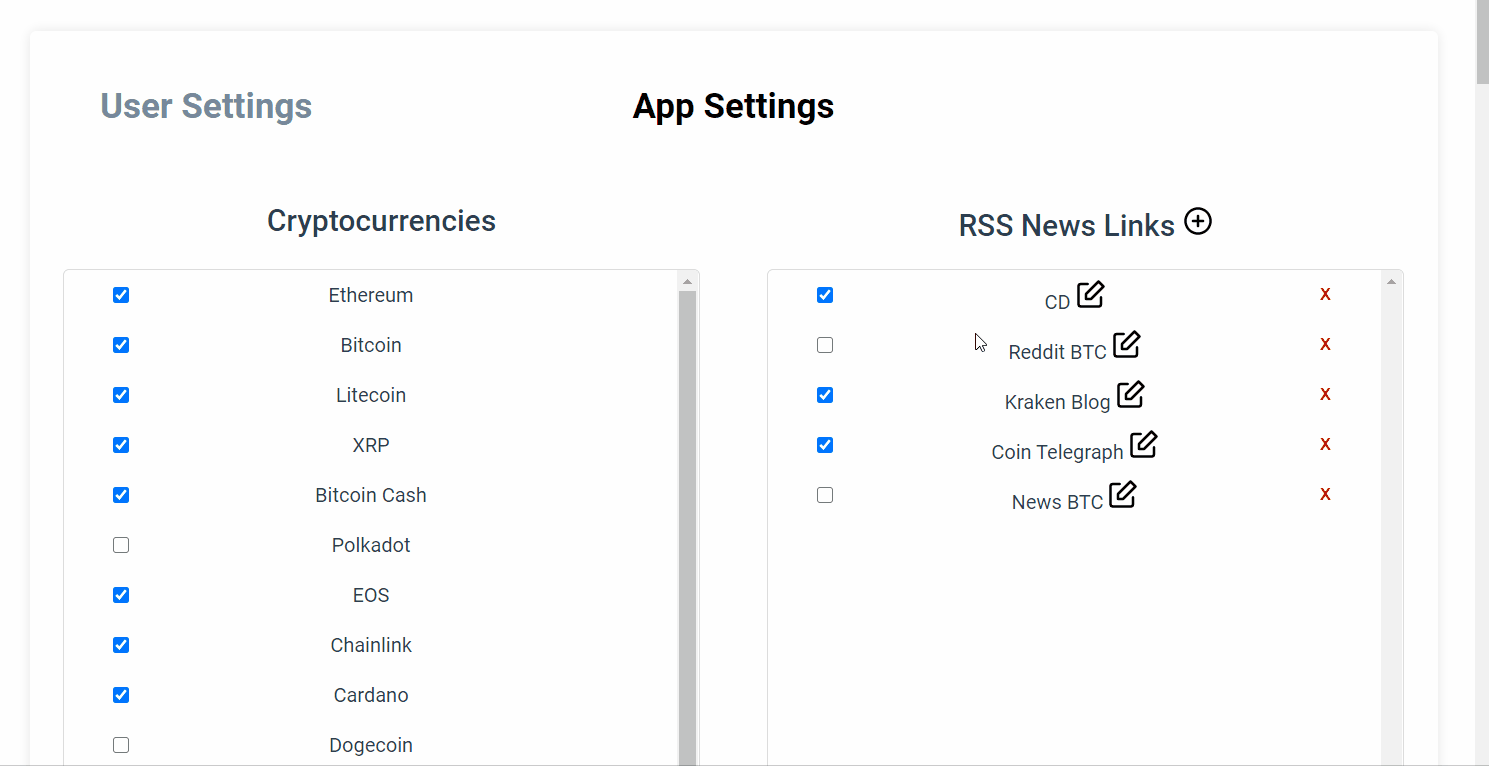 User Settings
App Settings
Cryptocurrencies
Ethereum
Bitcoin
Litecoin
XRP
Bitcoin Cash
Polkadot
EOS
Chainlink
Cardano
Dogecoin
RSS News Links
CD X
Reddit BTC X
Kraken Blog X
Coin Telegraph X
News BTC X